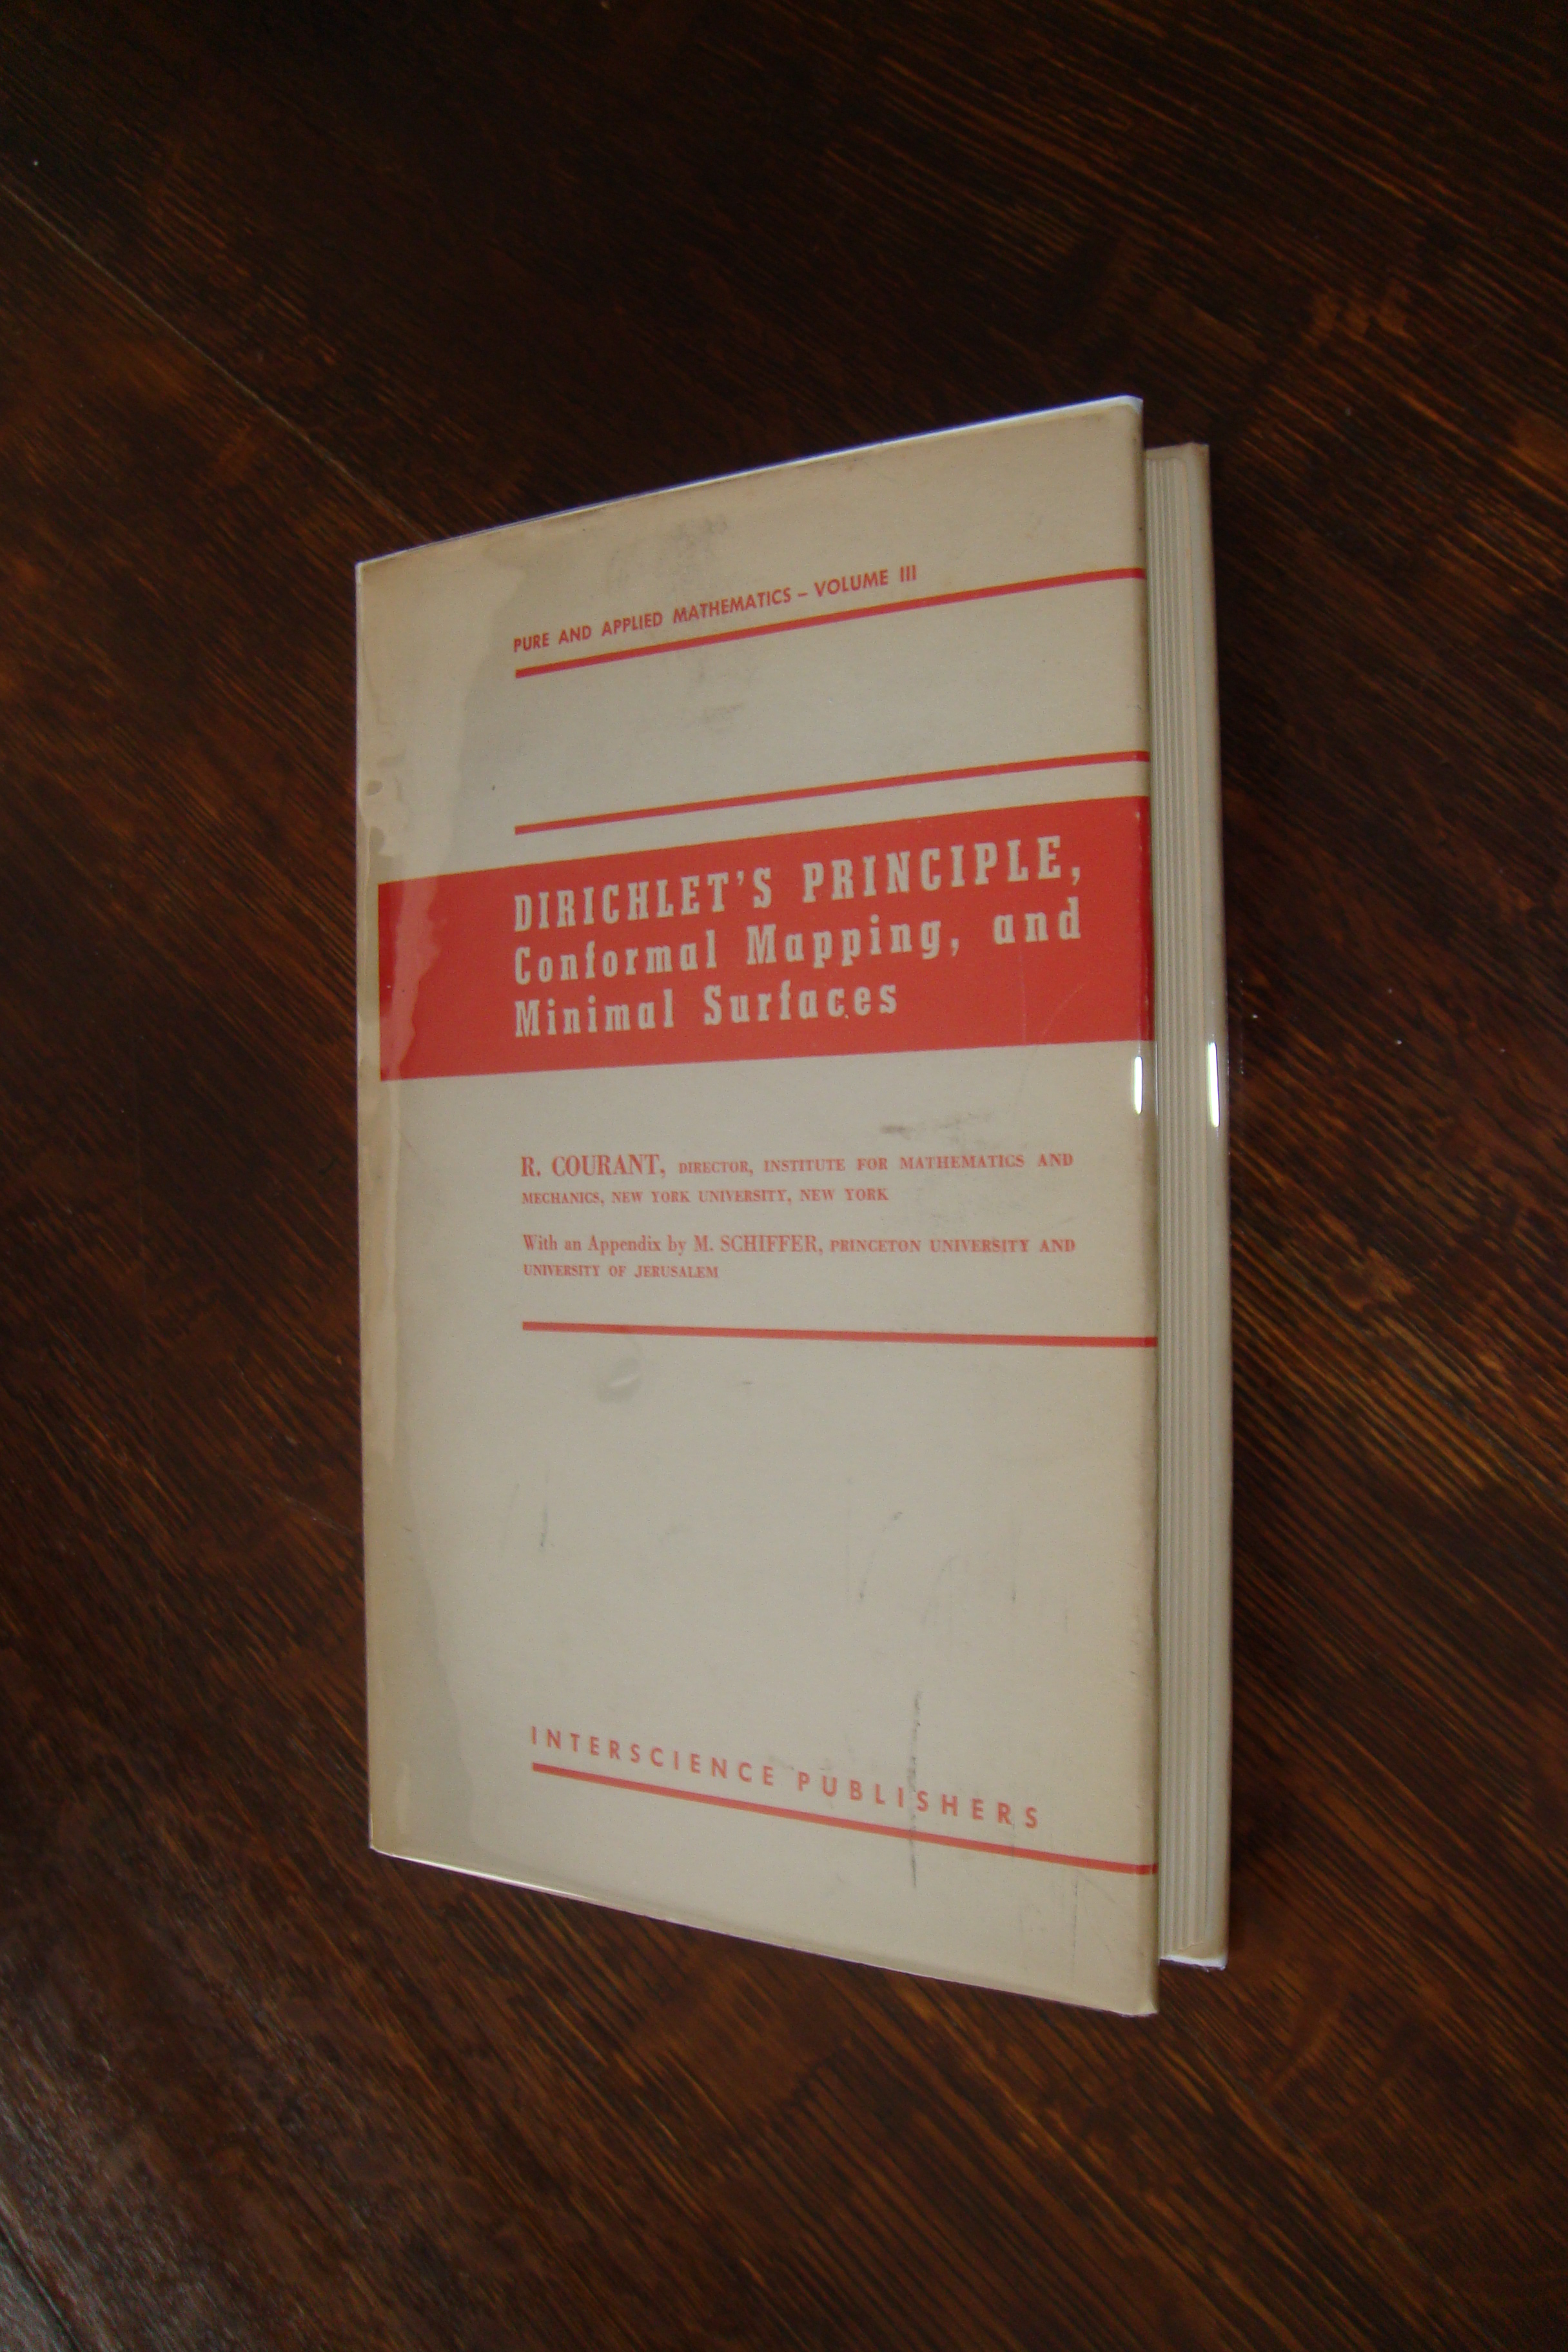 PURE AND APPLIED MATHEMATICS – VOLUME III
DIRICHLET'S PRINCIPLE,
Conformal Mapping, and
Minimal Surfaces
R. COURANT, DIRECTOR, INSTITUTE FOR MATHEMATICS AND
MECHANICS, NEW YORK UNIVERSITY, NEW YORK
With an Appendix by M. SCHIFFER, PRINCETON UNIVERSITY AND
UNIVERSITY OF JERUSALEM
INTERSCIENCE PUBLISHERS